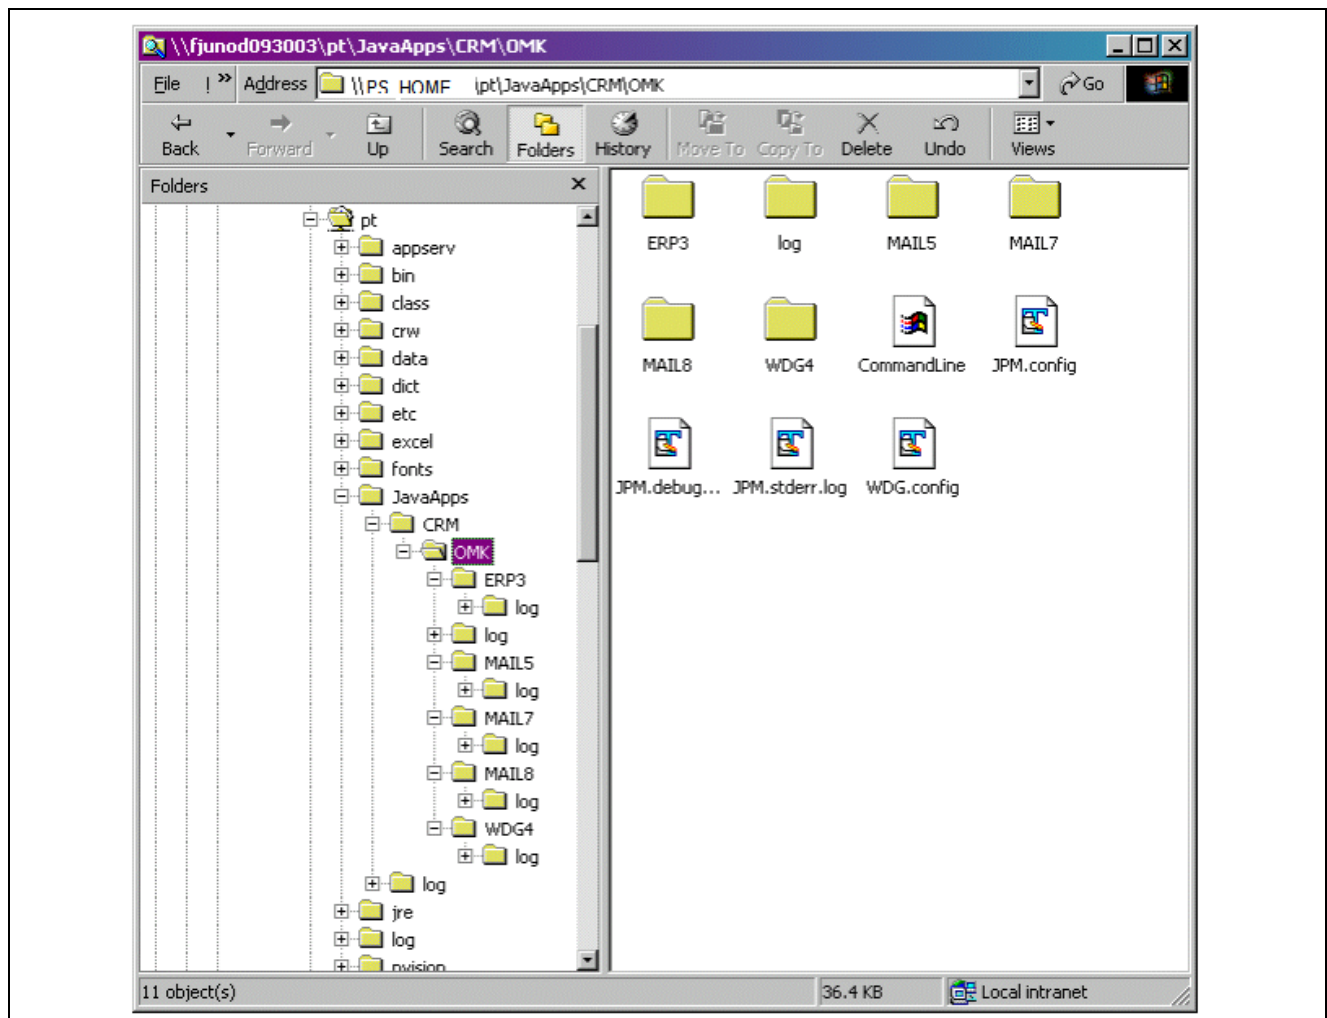 \\fjunod093003\pt\JavaApps\CRM\OMK
File » Address \\PS_HOME \pt\JavaApps\CRM\OMK Go
Back Forward Up Search Folders History Move To Copy To Delete Undo Views
Folders
pt
appserv
bin
class
crw
data
dict
etc
excel
fonts
JavaApps
CRM
OMK
ERP3
log
log
MAIL5
log
MAIL7
log
MAIL8
log
WDG4
log
log
jre
log
nvision
ERP3 log MAIL5 MAIL7
MAIL8 WDG4 CommandLine JPM.config
JPM.debug... JPM.stderr.log WDG.config
11 object(s) 36.4 KB Local intranet